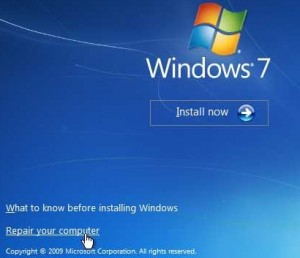 Windows 7
Install now
What to know before installing Windows
Repair your computer
Copyright © 2009 Microsoft Corporation. All rights reserved.